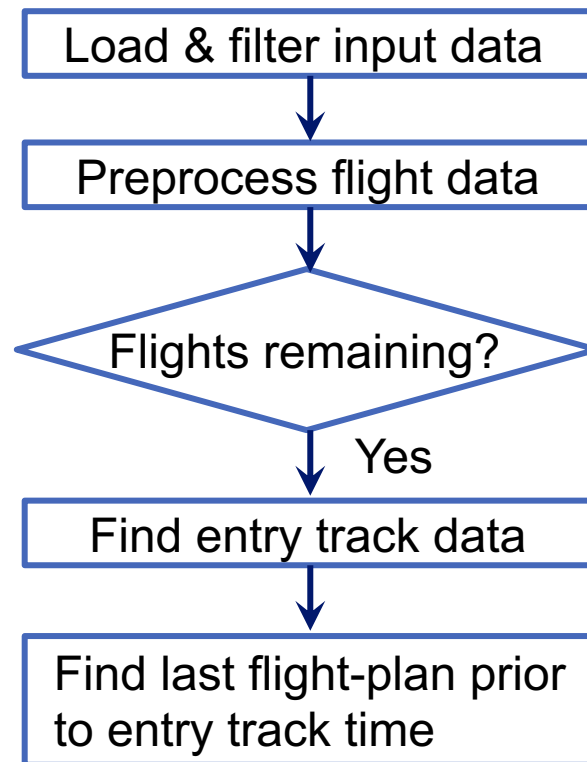 Load & filter input data
Preprocess flight data
Flights remaining?
Yes
Find entry track data
Find last flight-plan prior
to entry track time